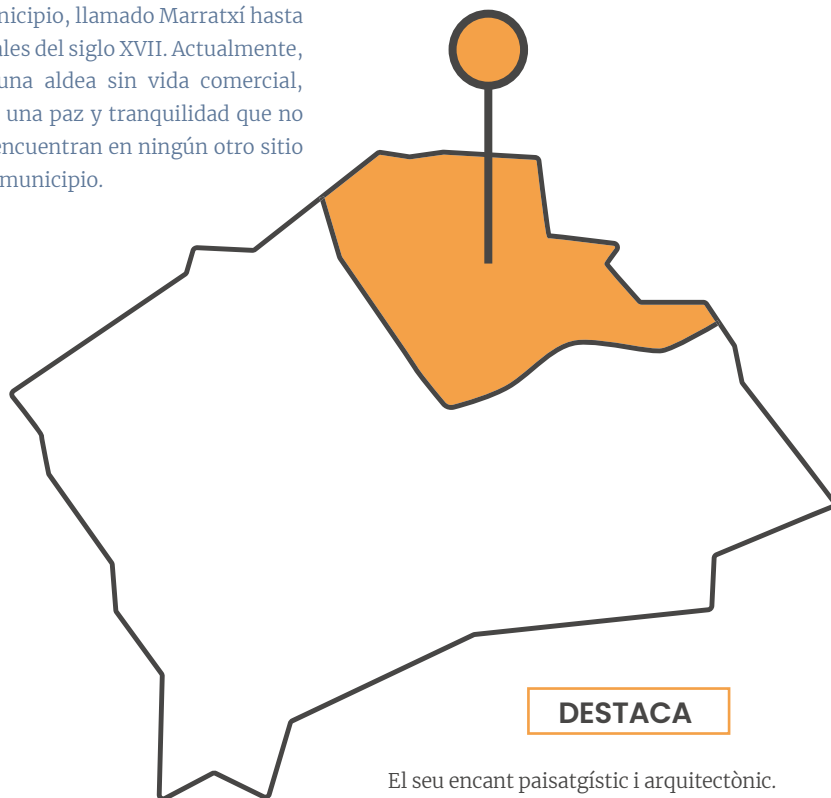 nicipio, llamado Marratxí hasta
ales del siglo XVII. Actualmente,
una aldea sin vida comercial,
una paz y tranquilidad que no
encuentran en ningún otro sitio
municipio.
DESTACA
El seu encant paisatgístic i arquitectònic.